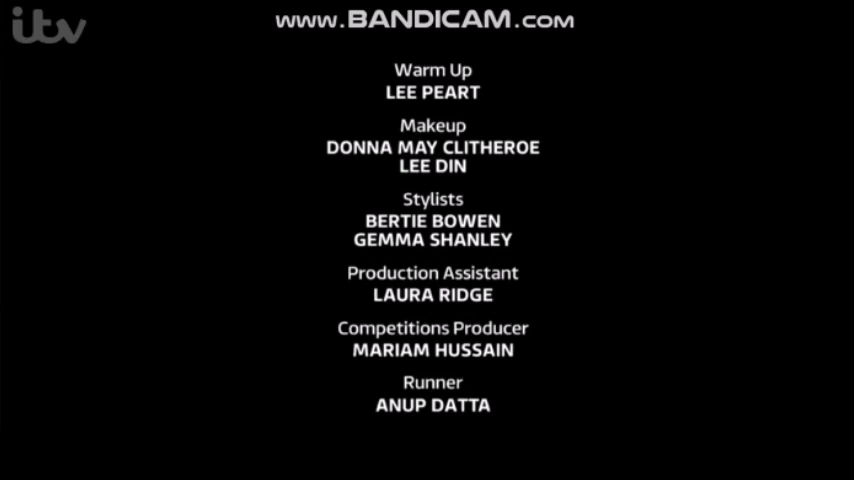 itv
www.BANDICAM.com
Warm Up
LEE PEART
Makeup
DONNA MAY CLITHEROE
LEE DIN
Stylists
BERTIE BOWEN
GEMMA SHANLEY
Production Assistant
LAURA RIDGE
Competitions Producer
MARIAM HUSSAIN
Runner
ANUP DATTA